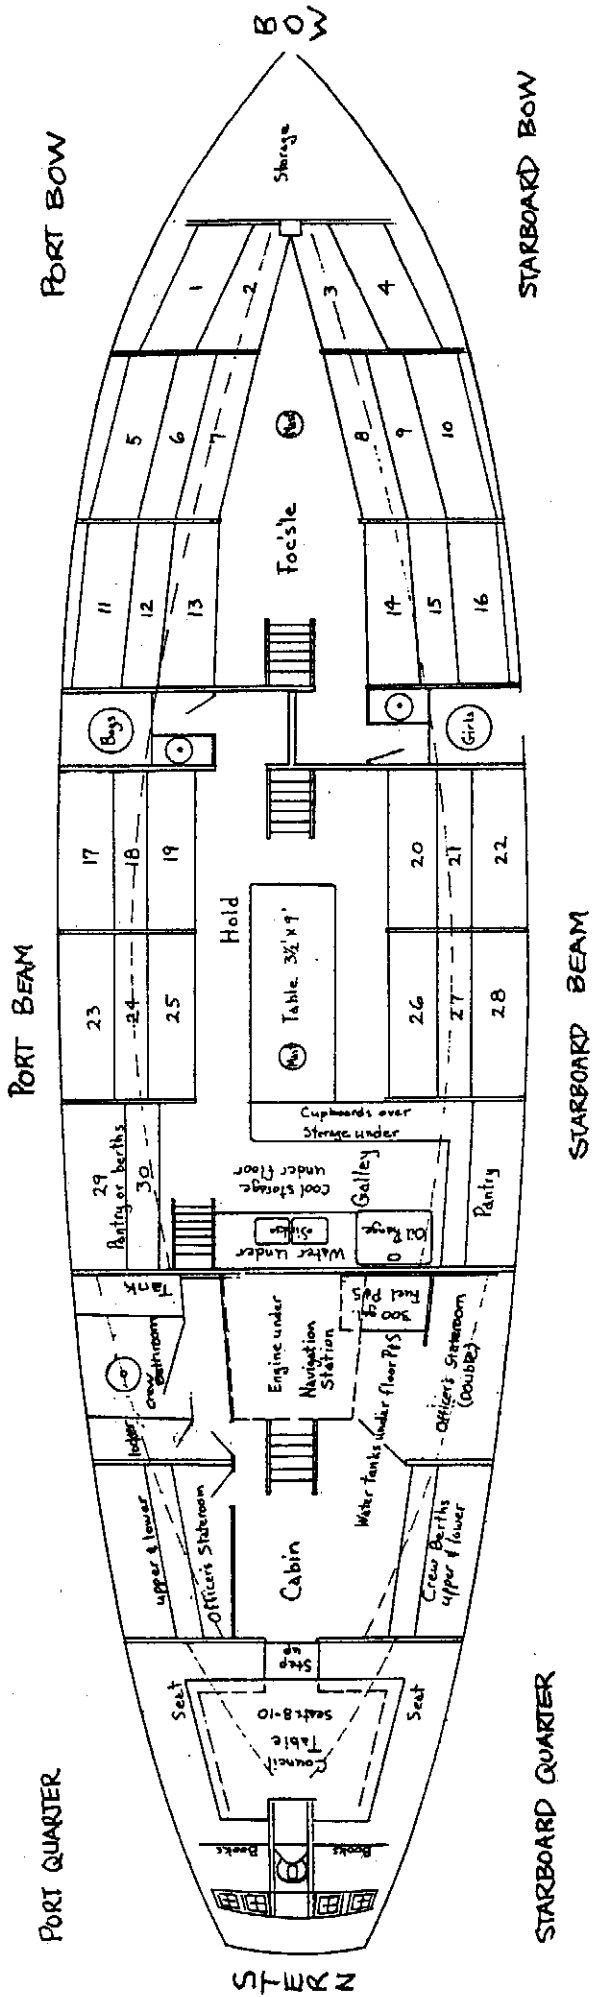 BOW
PORT BOW
STARBOARD BOW
Storage
1
2
3
4
5
6
7
8
9
10
Mast
Foc'sle
11
12
13
14
15
16
Boys
Girls
17
18
19
20
21
22
PORT BEAM
STARBOARD BEAM
Hold
Table 3½' x 9'
Mast
23
24
25
26
27
28
Cupboards over
Storage under
29
Pantry or berths
30
Cool storage
under floor
Galley
Pantry
Sinks
Water Under
Oil Range
Tank
crew
bathroom
locker
Engine under
Navigation
Station
300
Fuel P&S
Water tanks under floor P&S
Officer's Stateroom
(Double)
upper & lower
Officer's Stateroom
Cabin
Crew Berths
upper & lower
Step
up
Seat
Seat
Council
Table
seats 8-10
Books
Books
PORT QUARTER
STARBOARD QUARTER
STERN